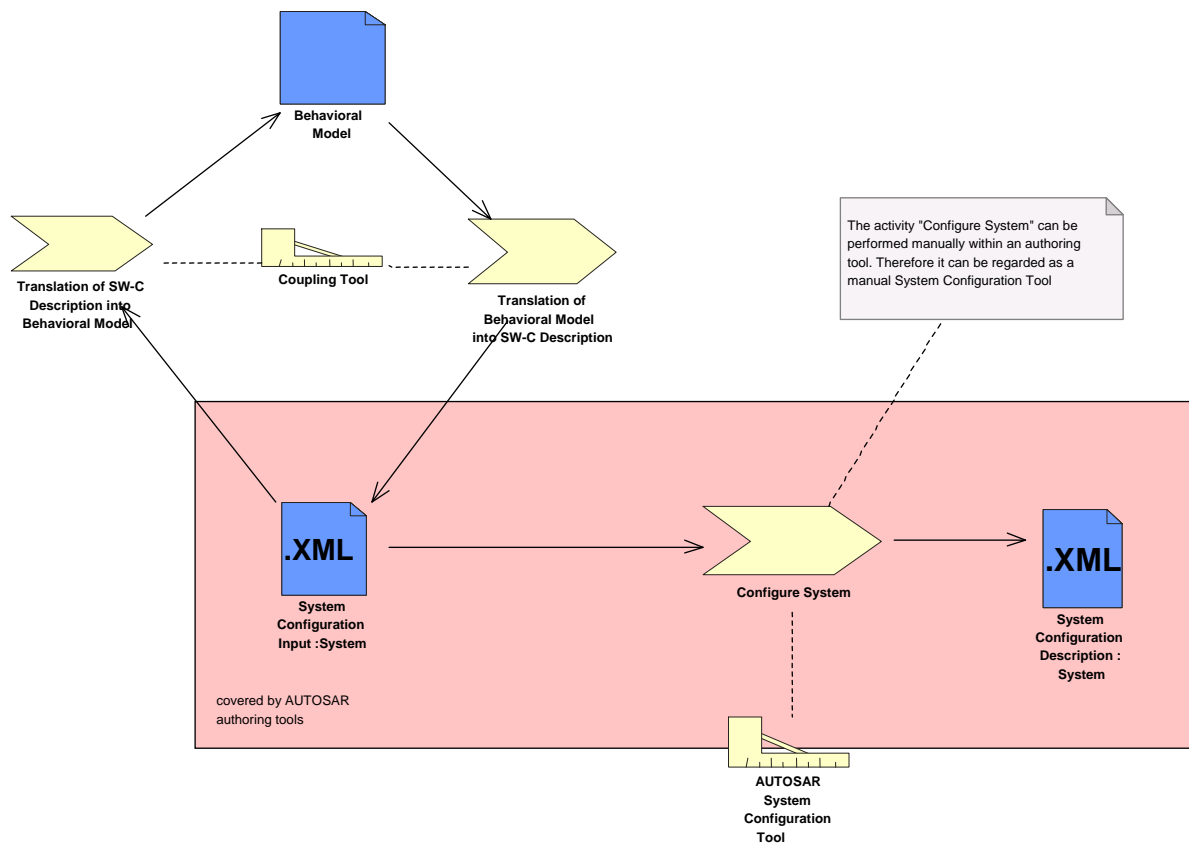 Behavioral
Model
Translation of SW-C
Description into
Behavioral Model
Coupling Tool
Translation of
Behavioral Model
into SW-C Description
The activity "Configure System" can be
performed manually within an authoring
tool. Therefore it can be regarded as a
manual System Configuration Tool
.XML
System
Configuration
Input :System
Configure System
.XML
System
Configuration
Description :
System
covered by AUTOSAR
authoring tools
AUTOSAR
System
Configuration
Tool